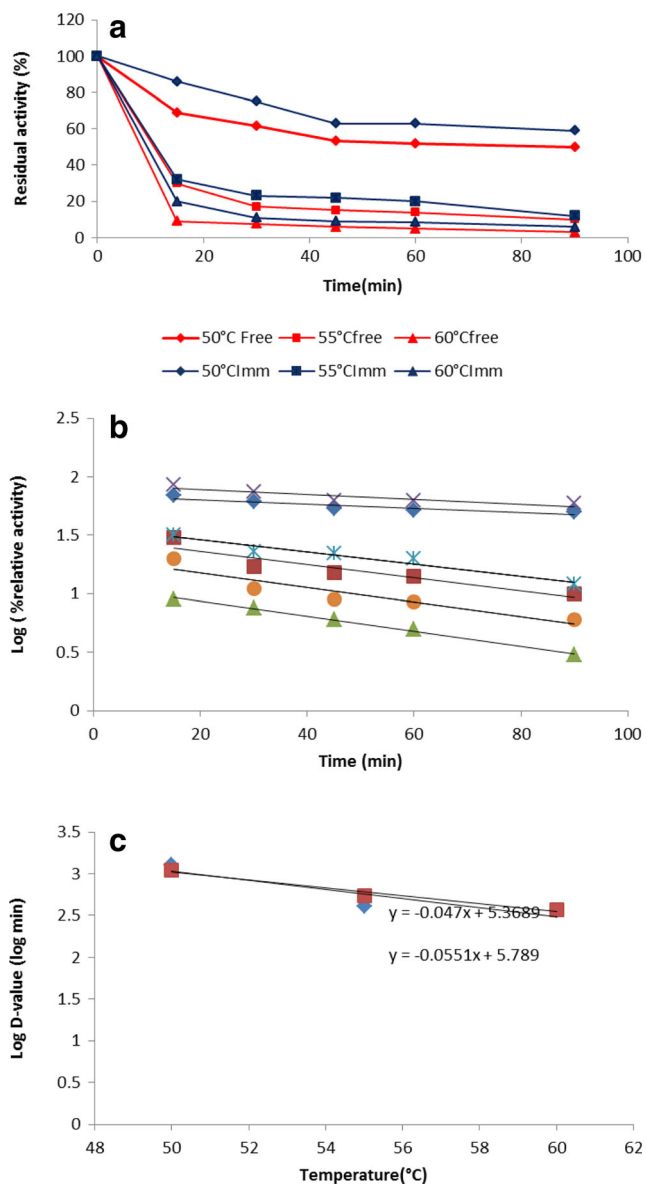 a
120
100
80
60
40
20
0
Residual activity (%)
0 20 40 60 80 100
Time(min)
50°C Free 55°Cfree 60°Cfree
50°CImm 55°CImm 60°CImm
b
2.5
2
1.5
1
0.5
0
Log ( %relative activity)
0 20 40 60 80 100
Time (min)
c
3.5
3
2.5
2
1.5
1
0.5
0
Log D-value (log min)
y = -0.047x + 5.3689
y = -0.0551x + 5.789
48 50 52 54 56 58 60 62
Temperature(°C)